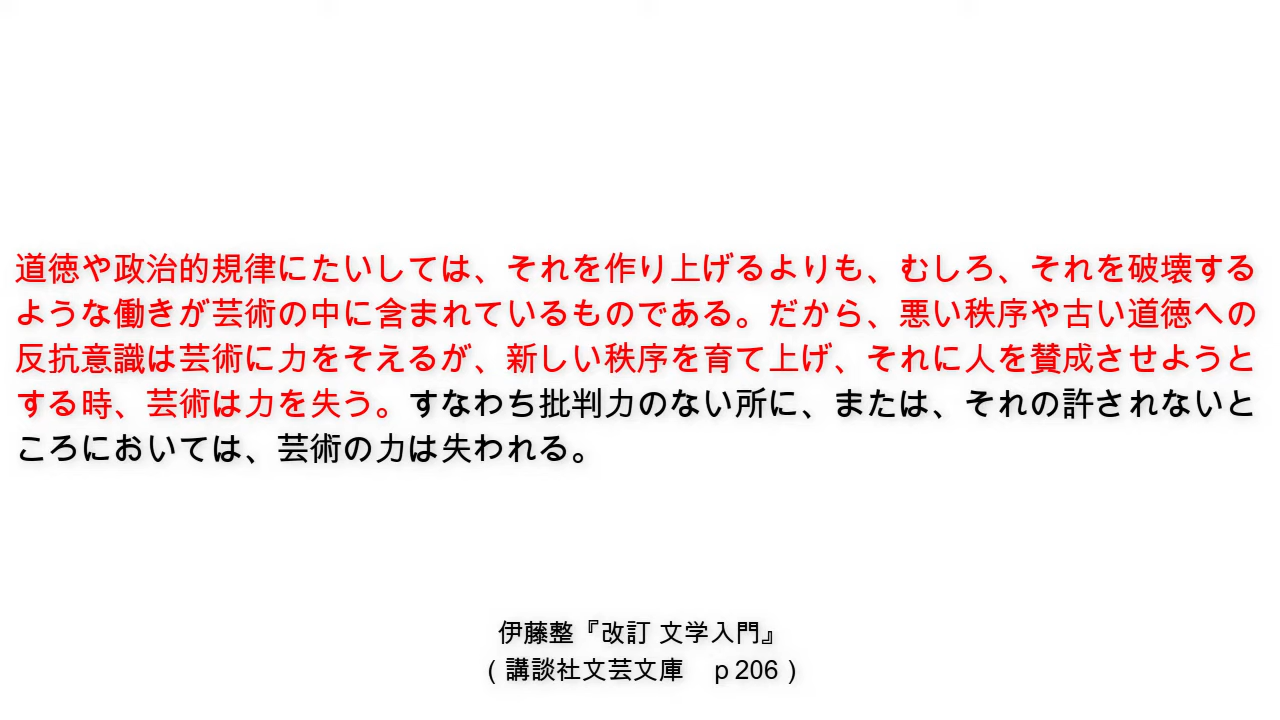 道徳や政治的規律にたいしては、それを作り上げるよりも、むしろ、それを破壊する
ような働きが芸術の中に含まれているものである。だから、悪い秩序や古い道徳への
反抗意識は芸術に力をそえるが、新しい秩序を育て上げ、それに人を賛成させようと
する時、芸術は力を失う。すなわち批判力のない所に、または、それの許されないと
ころにおいては、芸術の力は失われる。
伊藤整『改訂 文学入門』
（講談社文芸文庫　ｐ206）